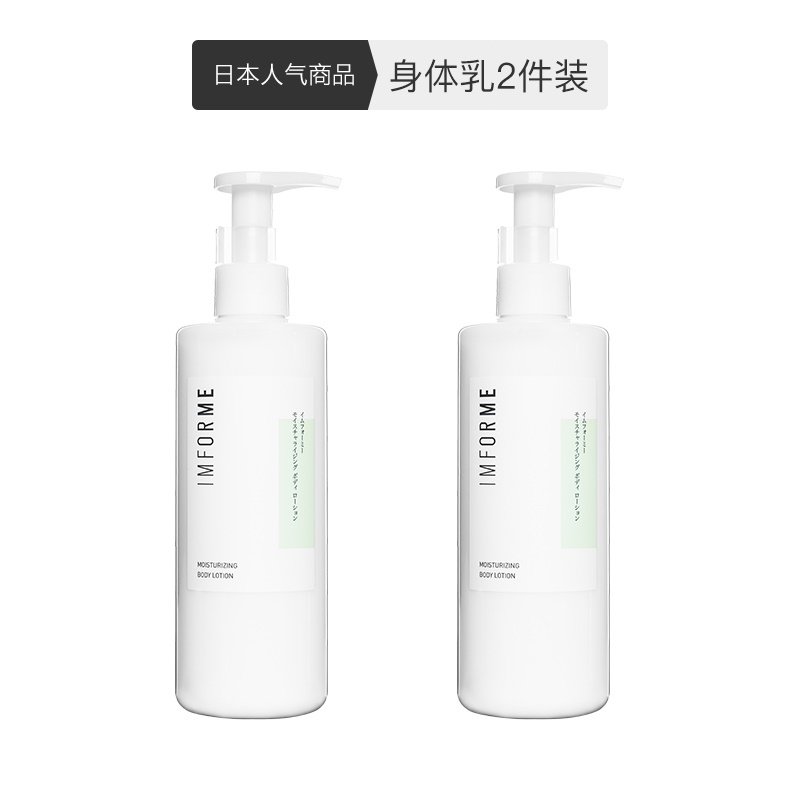 日本人气商品
身体乳2件装
IMFORME
イムフォーミー
モイスチャライジング ボディ ローション
MOISTURIZING
BODY LOTION
IMFORME
イムフォーミー
モイスチャライジング ボディ ローション
MOISTURIZING
BODY LOTION